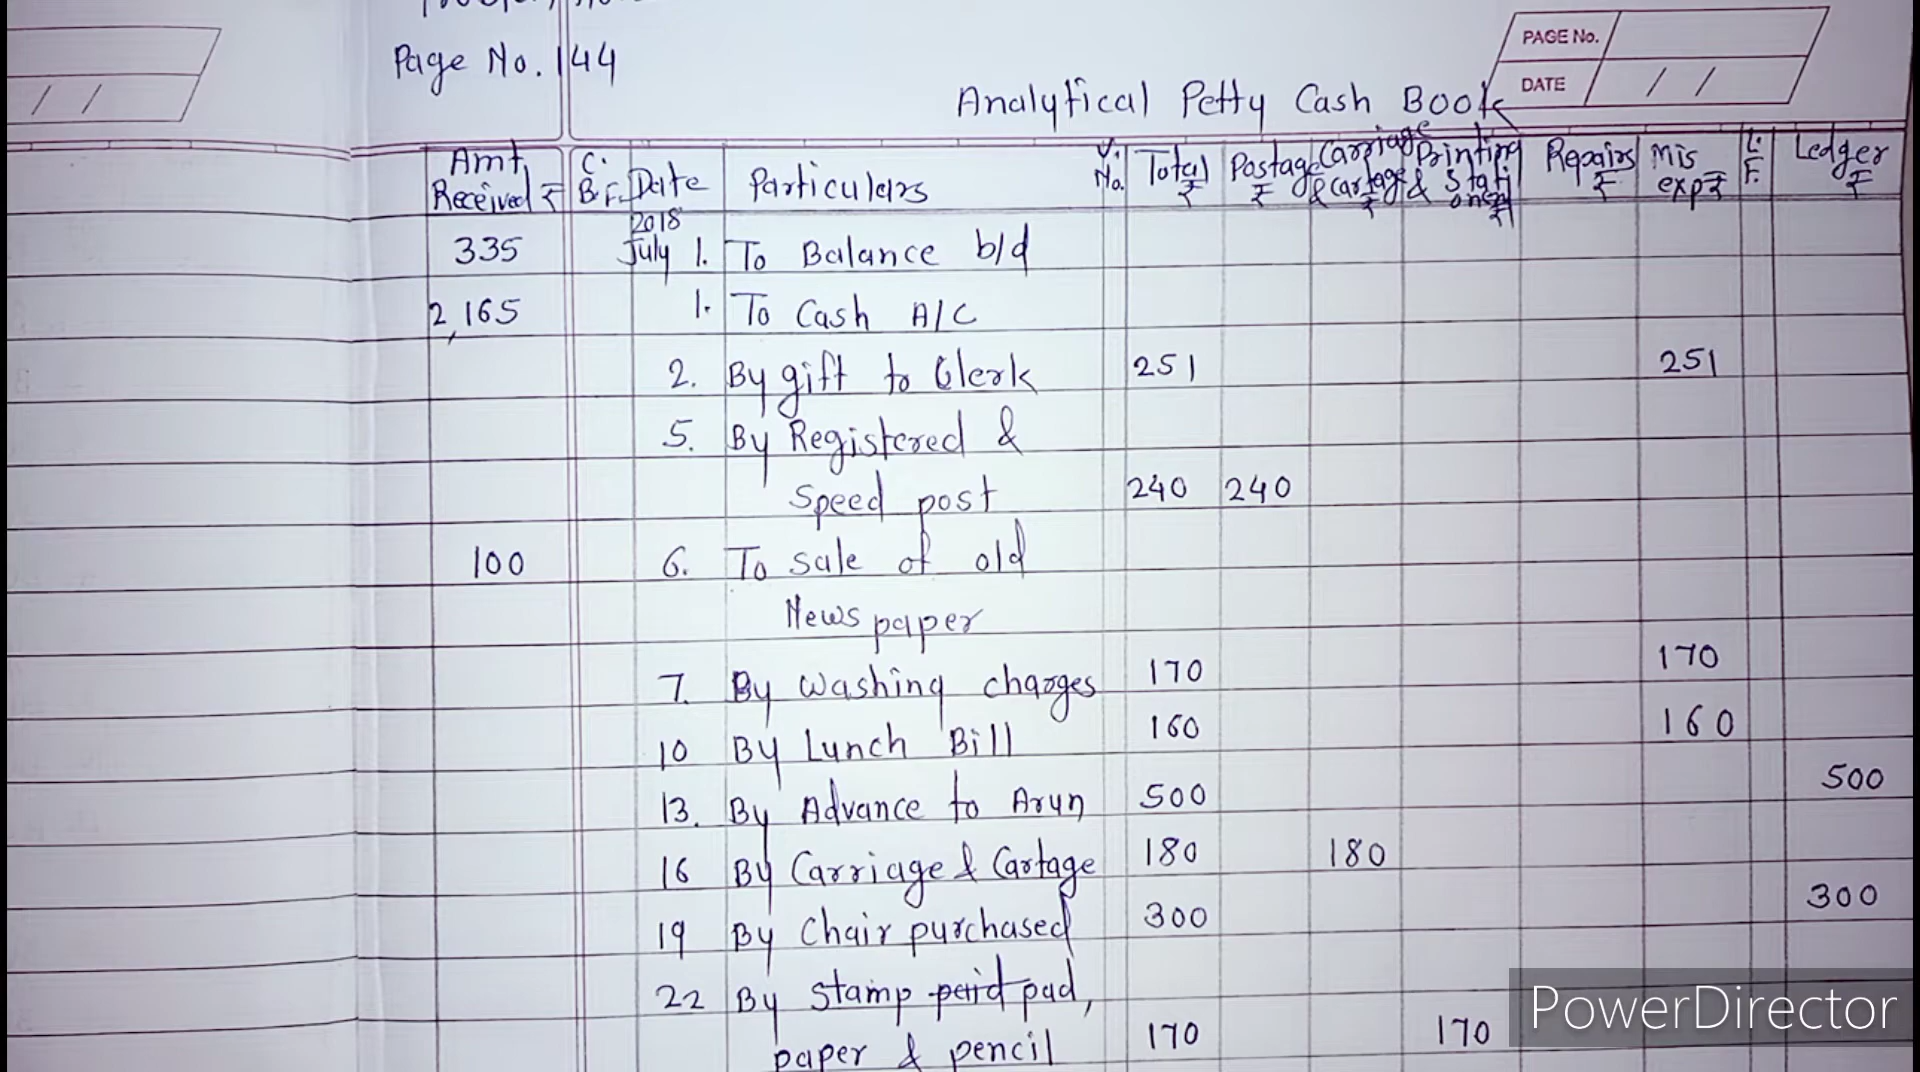 Page No. 144
PAGE No.
DATE / /
/ /
Analytical Petty Cash Book
Amt Received ₹ C. B.F. Date Particulars V. No. Total ₹ Postage ₹ Carriage & Cartage ₹ Printing & Stationery ₹ Repairs ₹ Mis exp ₹ L. F. Ledger ₹
2018
335 July 1. To Balance b/d
2,165 1. To Cash A/C
2. By gift to Clerk 251 251
5. By Registered &
Speed post 240 240
100 6. To sale of old
News paper
7. By washing charges 170 170
10 By Lunch Bill 160 160
13. By Advance to Arun 500 500
16 By Carriage & Cartage 180 180
19 By Chair purchased 300 300
22 By Stamp paid pad,
paper & pencil 170 170
PowerDirector